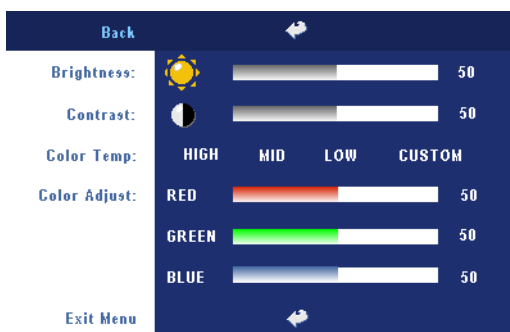 Back
Brightness: 50
Contrast: 50
Color Temp: HIGH MID LOW CUSTOM
Color Adjust: RED 50
GREEN 50
BLUE 50
Exit Menu